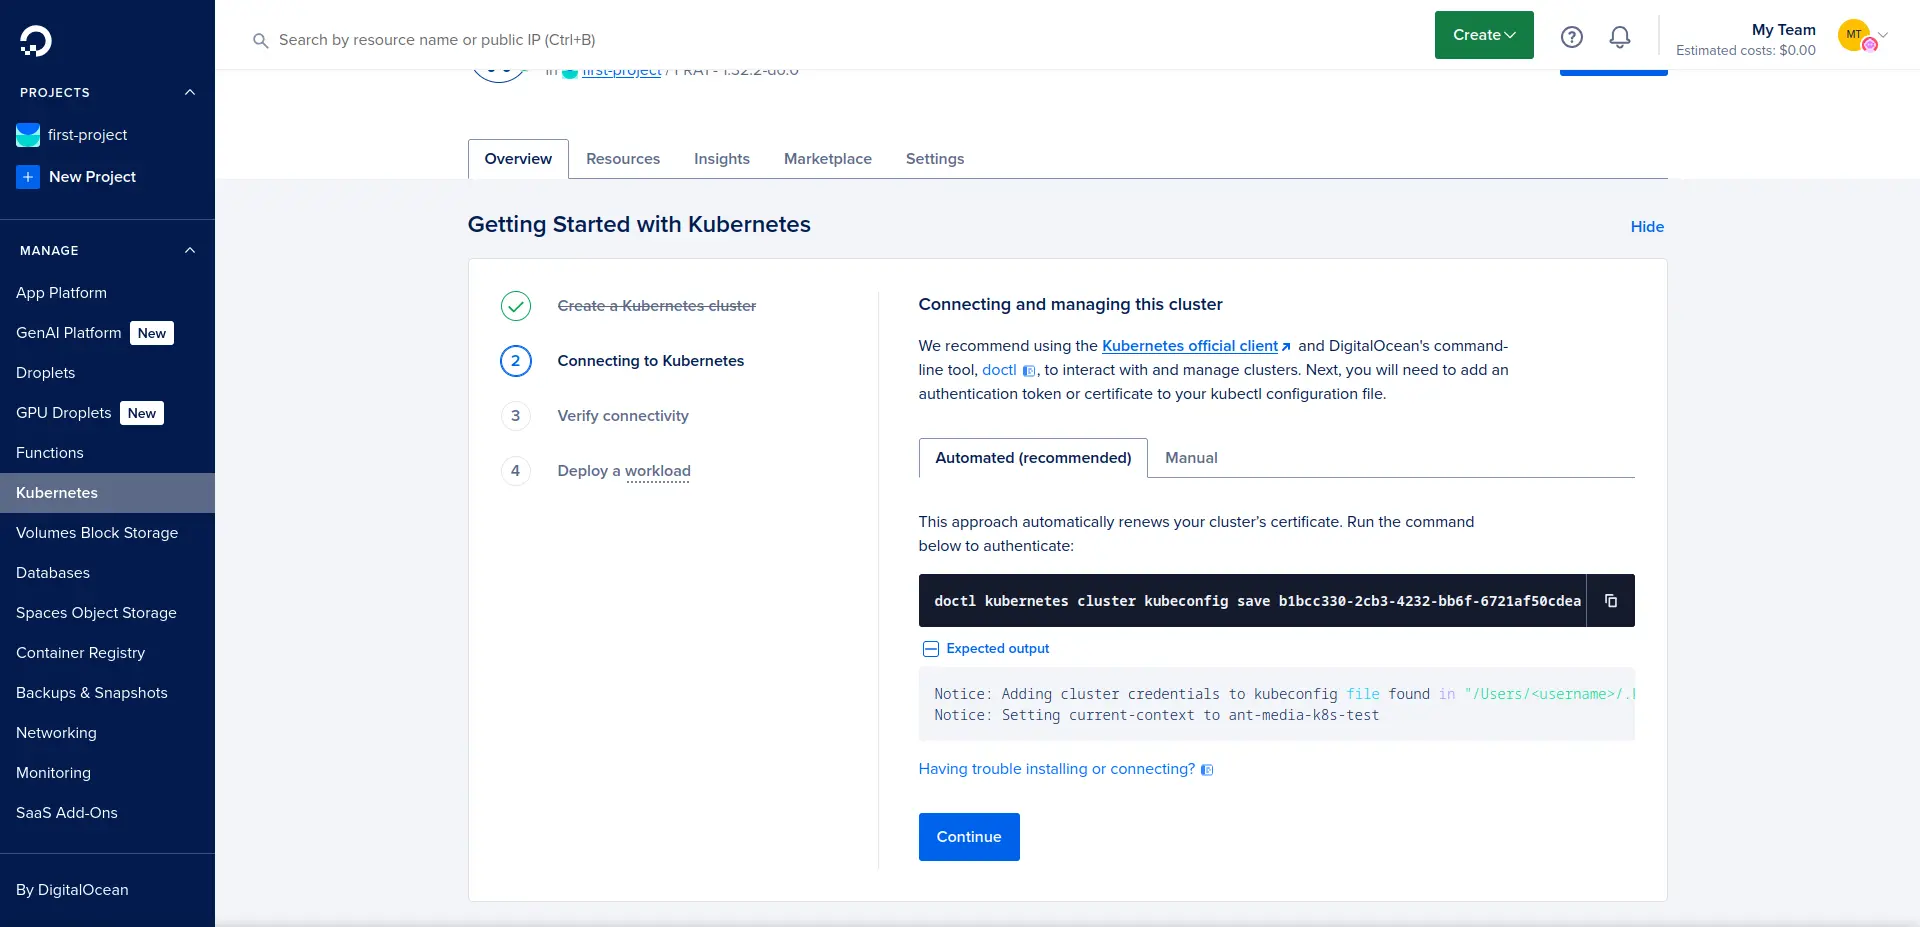 Search by resource name or public IP (Ctrl+B)
Create
My Team
Estimated costs: $0.00
MT
PROJECTS
first-project
New Project
MANAGE
App Platform
GenAI Platform New
Droplets
GPU Droplets New
Functions
Kubernetes
Volumes Block Storage
Databases
Spaces Object Storage
Container Registry
Backups & Snapshots
Networking
Monitoring
SaaS Add-Ons
By DigitalOcean
in first-project / FRA1 - 1.32.2-do.0
Overview
Resources
Insights
Marketplace
Settings
Getting Started with Kubernetes
Hide
Create a Kubernetes cluster
2 Connecting to Kubernetes
3 Verify connectivity
4 Deploy a workload
Connecting and managing this cluster
We recommend using the Kubernetes official client and DigitalOcean's command-
line tool, doctl , to interact with and manage clusters. Next, you will need to add an
authentication token or certificate to your kubectl configuration file.
Automated (recommended)
Manual
This approach automatically renews your cluster’s certificate. Run the command
below to authenticate:
doctl kubernetes cluster kubeconfig save b1bcc330-2cb3-4232-bb6f-6721af50cdea
Expected output
Notice: Adding cluster credentials to kubeconfig file found in "/Users/<username>/.
Notice: Setting current-context to ant-media-k8s-test
Having trouble installing or connecting?
Continue